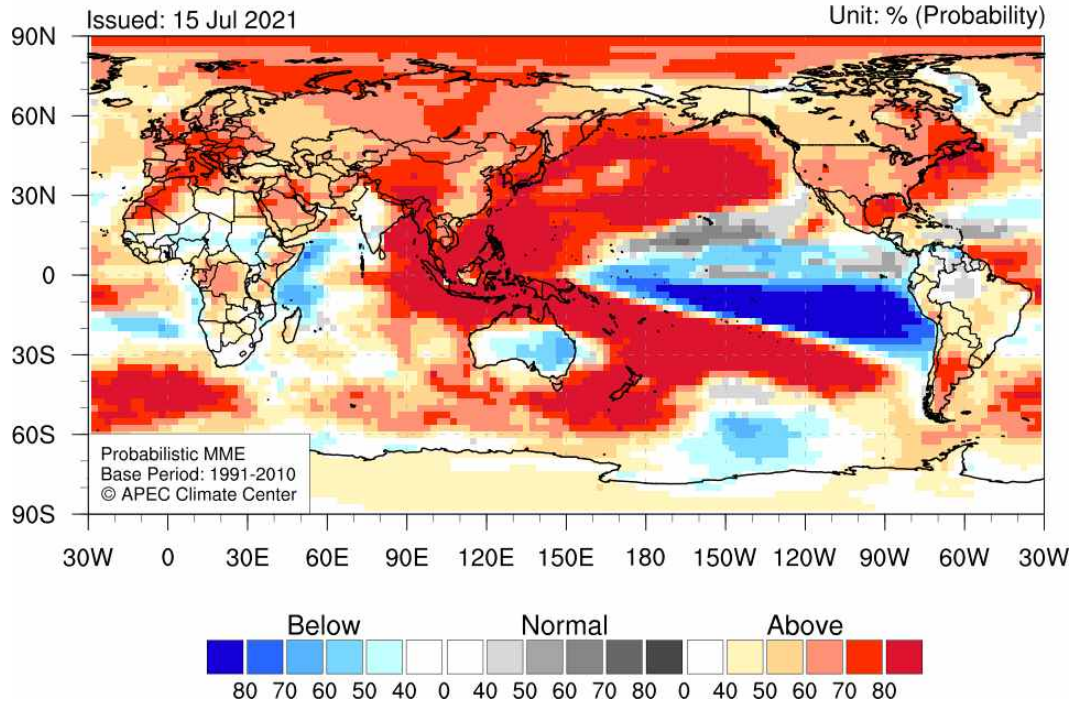 Issued: 15 Jul 2021 Unit: % (Probability)
90N
60N
30N
0
30S
60S
90S
Probabilistic MME
Base Period: 1991-2010
© APEC Climate Center
30W 0 30E 60E 90E 120E 150E 180 150W 120W 90W 60W 30W
Below Normal Above
80 70 60 50 40 0 40 50 60 70 80 0 40 50 60 70 80